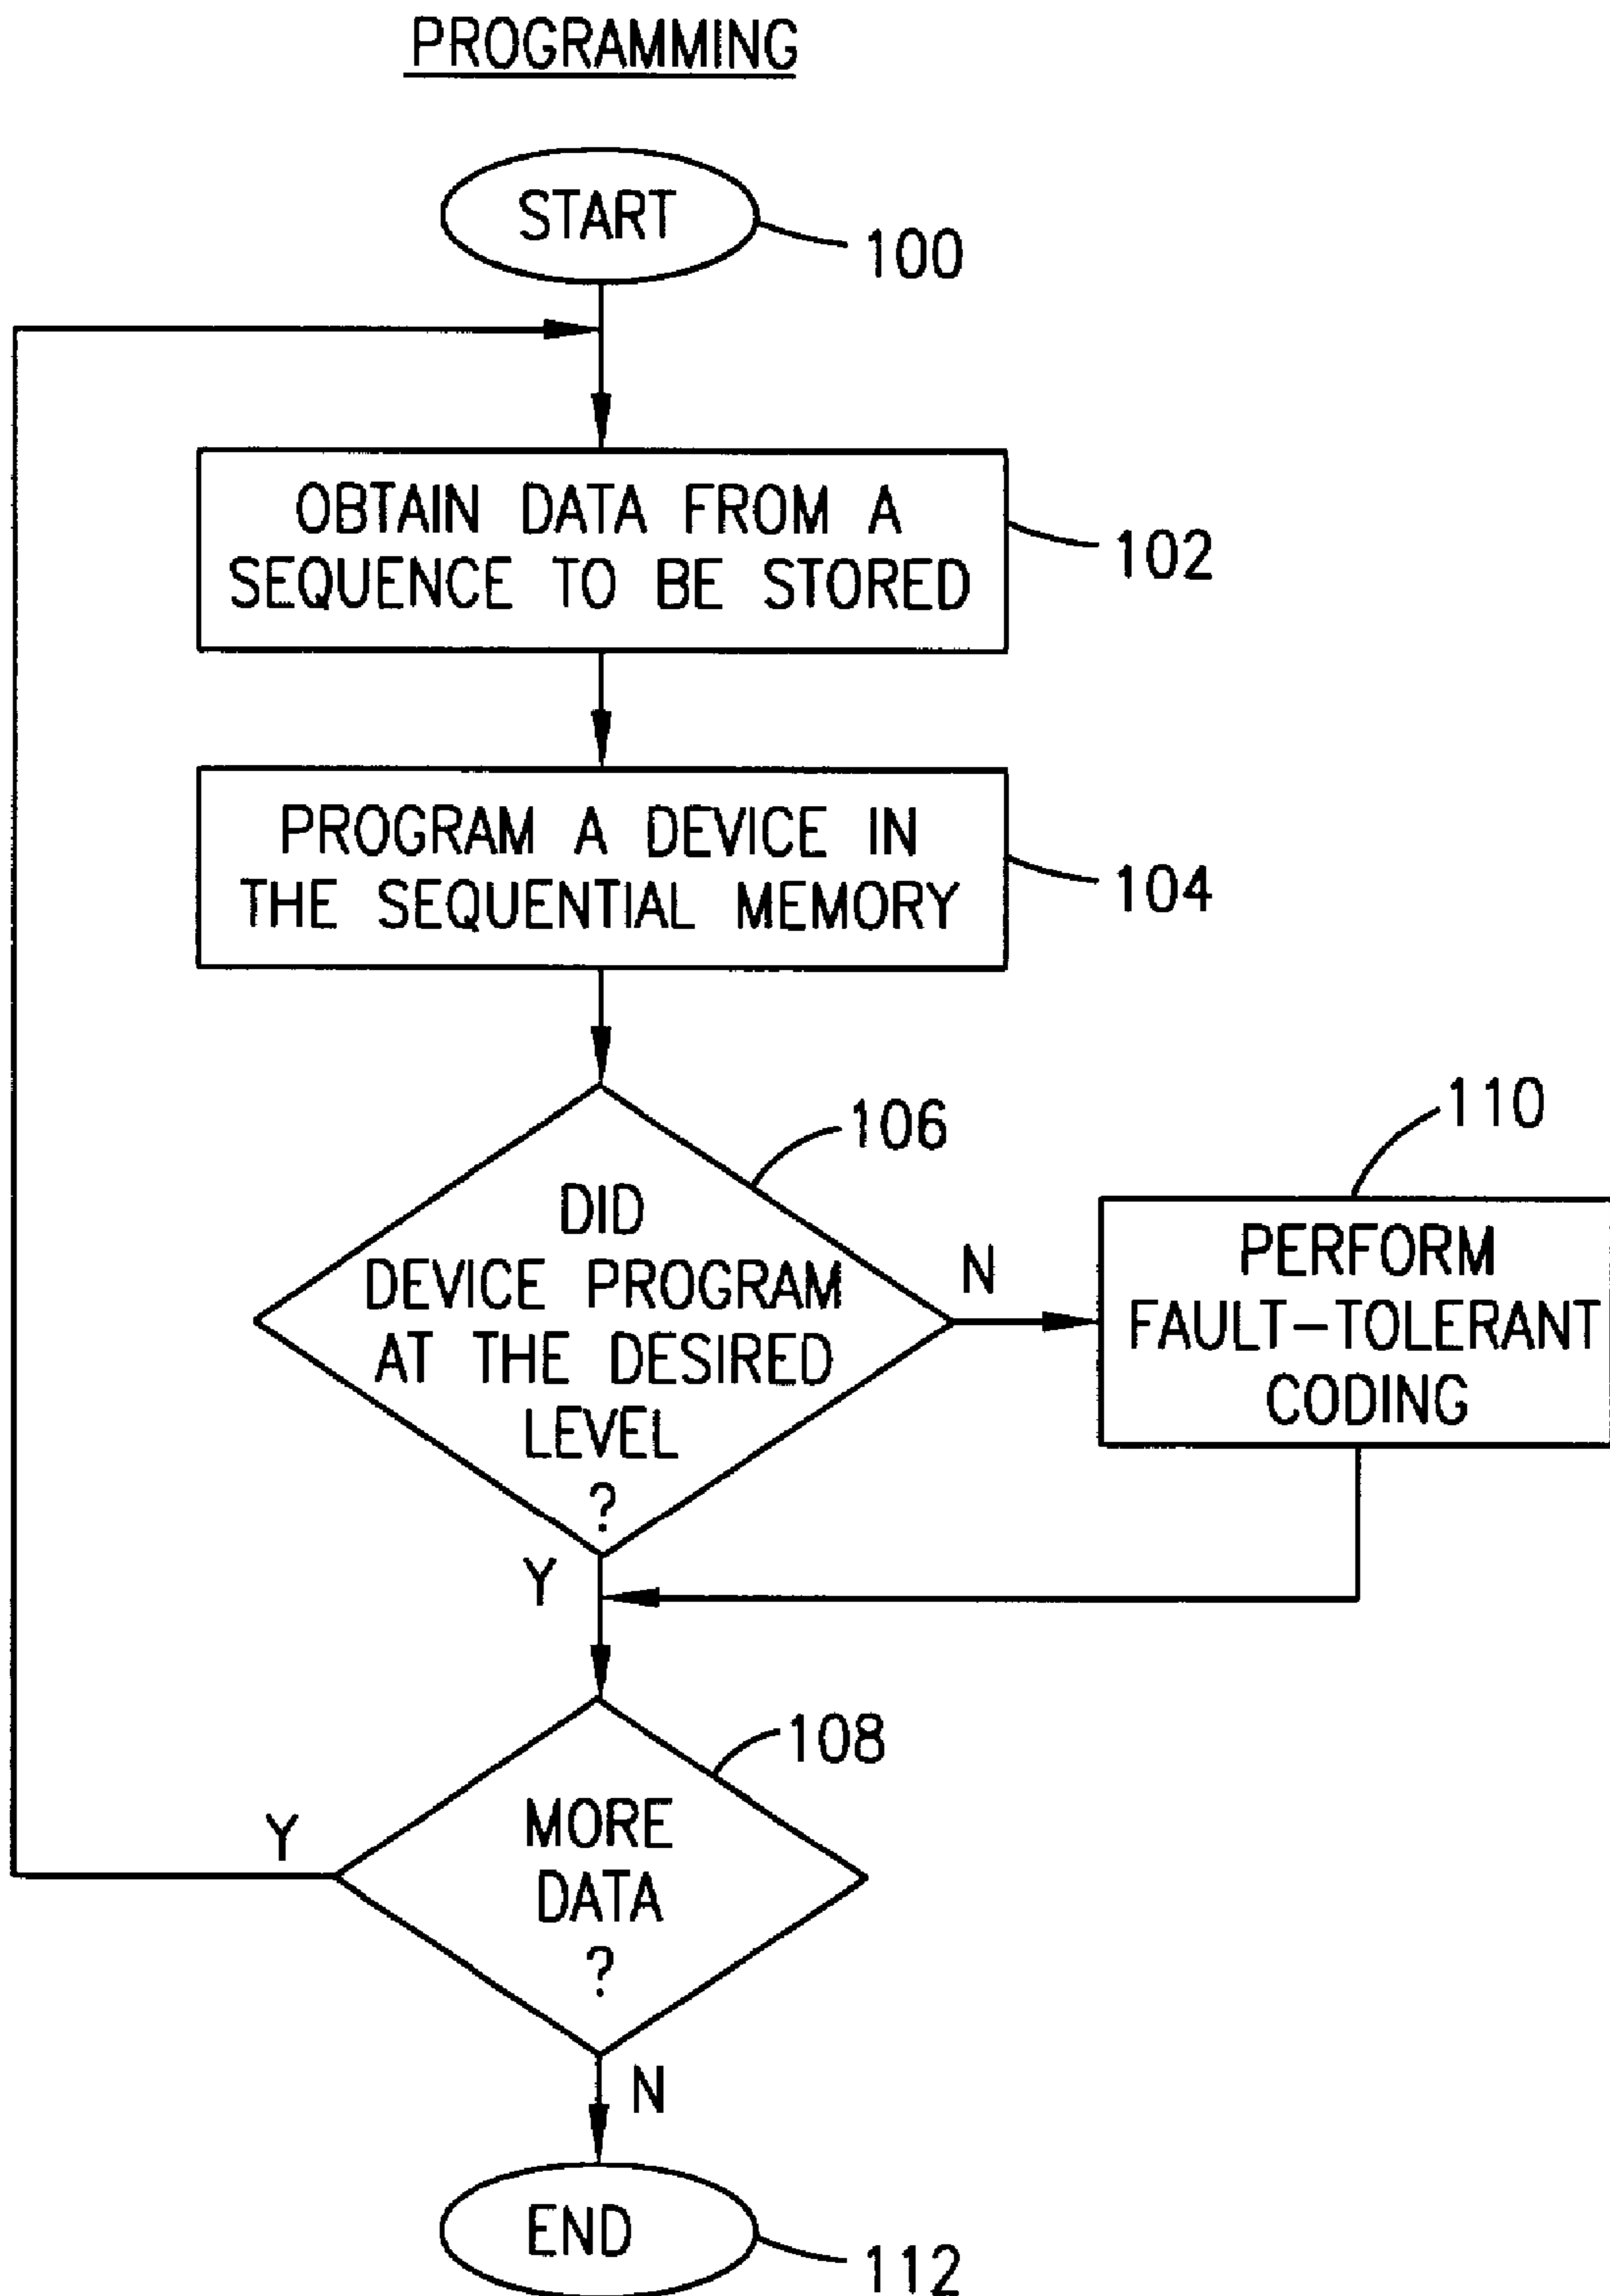 PROGRAMMING
START
100
OBTAIN DATA FROM A
SEQUENCE TO BE STORED
102
PROGRAM A DEVICE IN
THE SEQUENTIAL MEMORY
104
106
DID
DEVICE PROGRAM
AT THE DESIRED
LEVEL
?
N
110
PERFORM
FAULT-TOLERANT
CODING
Y
108
MORE
DATA
?
Y
N
END
112